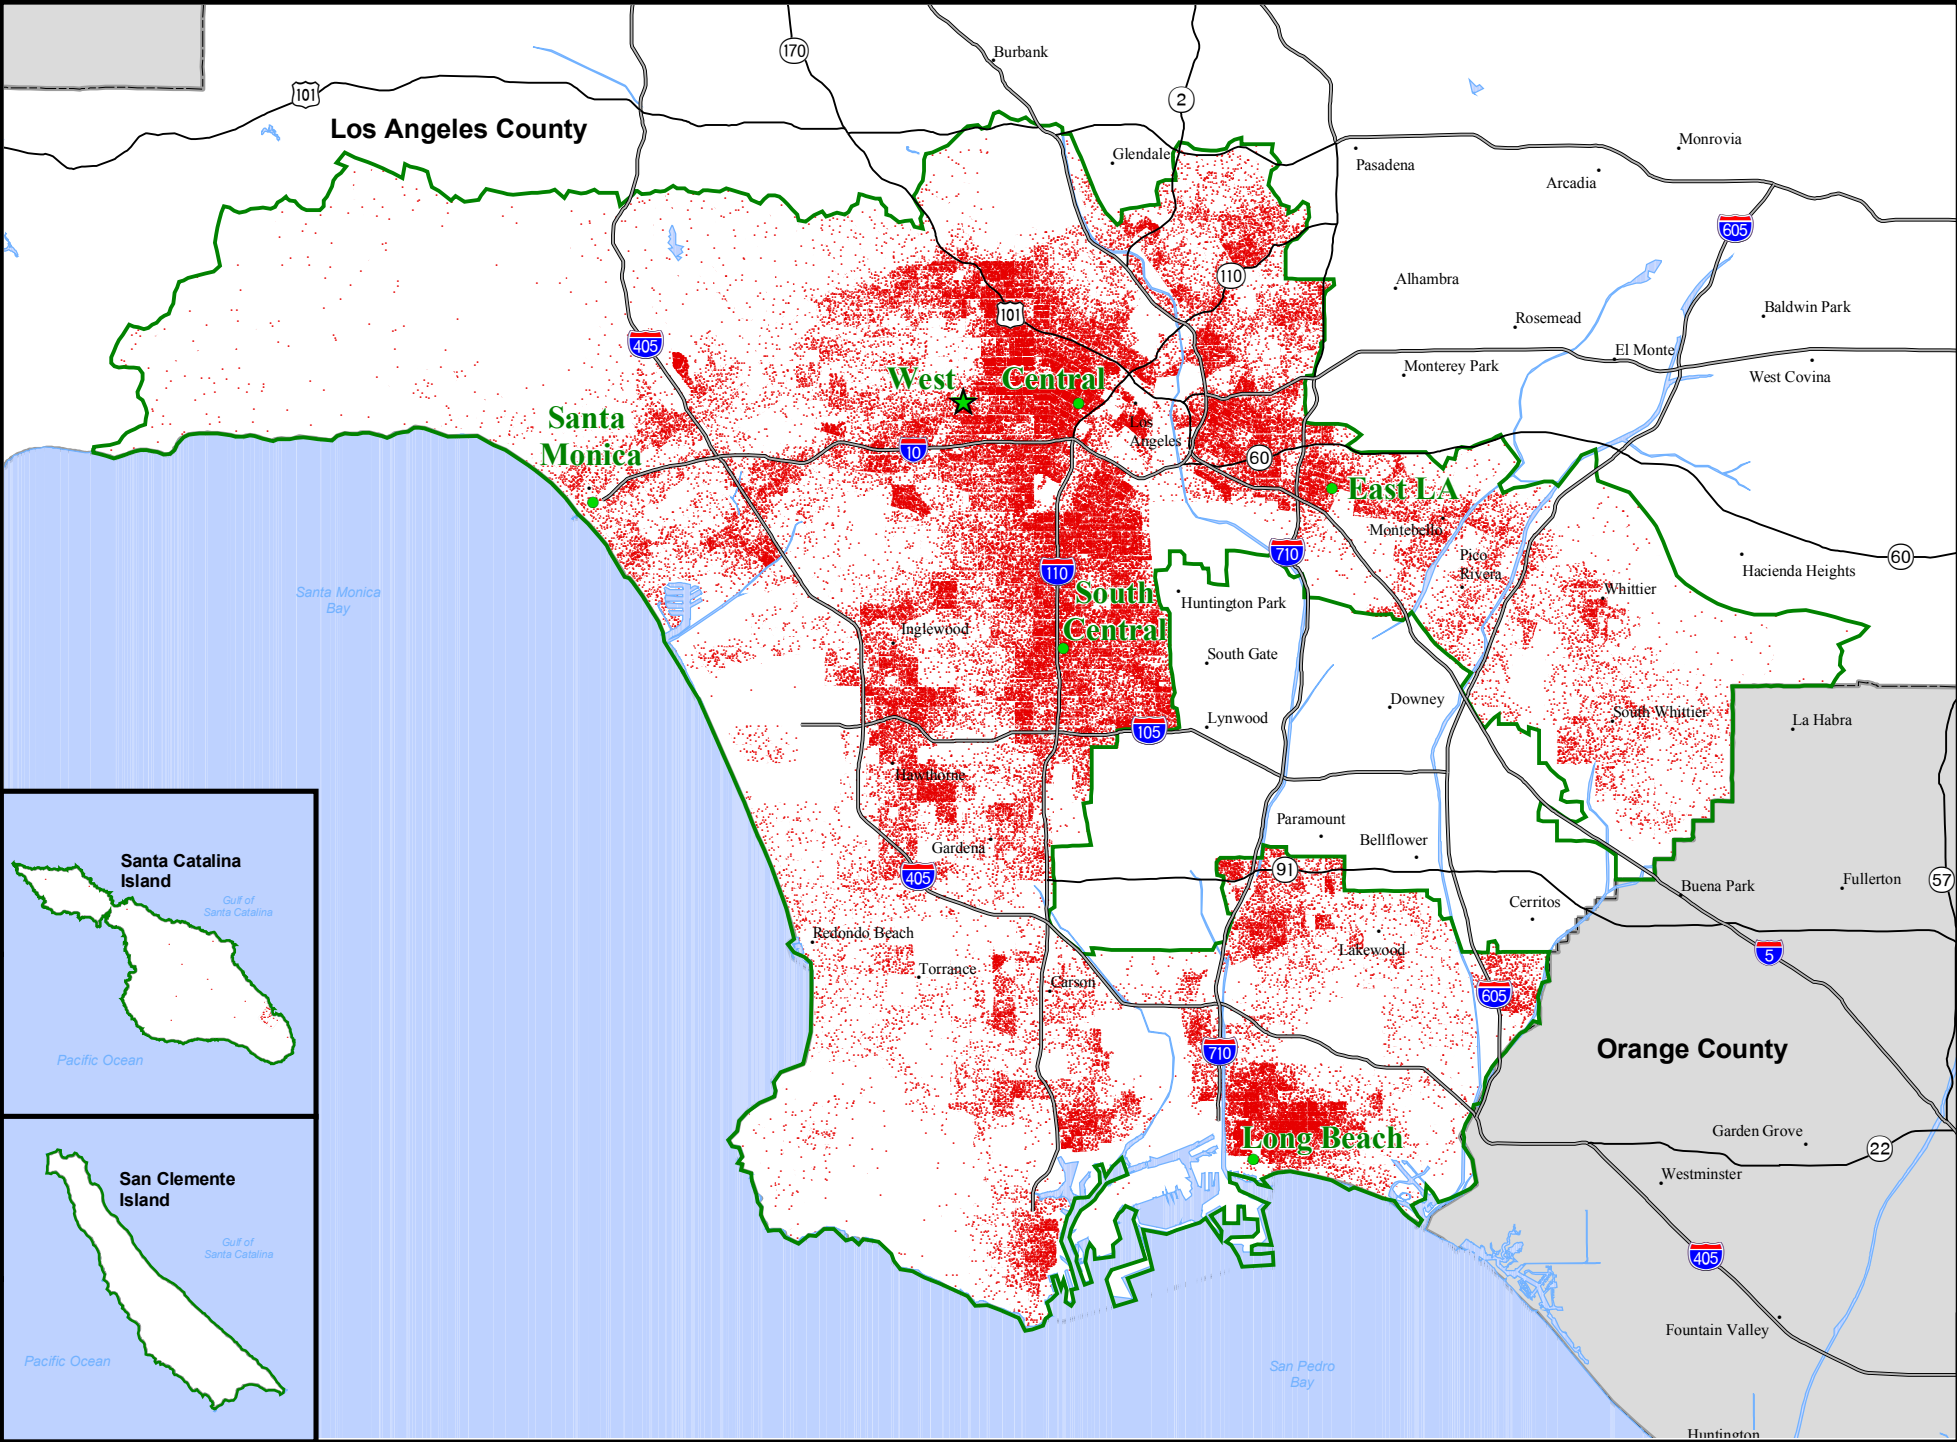 170
Burbank
101
2
Los Angeles County
Glendale
Monrovia
Pasadena
Arcadia
605
110
Alhambra
101
Rosemead
Baldwin Park
405
El Monte
Monterey Park
West
Central
West Covina
Santa
Monica
Los
Angeles
10
60
East LA
Montebello
710
Pico
Rivera
60
Hacienda Heights
110
Santa Monica
Bay
South
Central
Huntington Park
Whittier
Inglewood
South Gate
Downey
South Whittier
La Habra
Lynwood
105
Hawthorne
Paramount
Bellflower
Gardena
405
91
Santa Catalina
Island
Gulf of
Santa Catalina
Buena Park
Fullerton
57
Cerritos
Redondo Beach
Lakewood
5
Torrance
Carson
605
Pacific Ocean
710
Orange County
Long Beach
Garden Grove
22
San Clemente
Island
Westminster
Gulf of
Santa Catalina
405
Fountain Valley
Pacific Ocean
San Pedro
Bay
Huntington